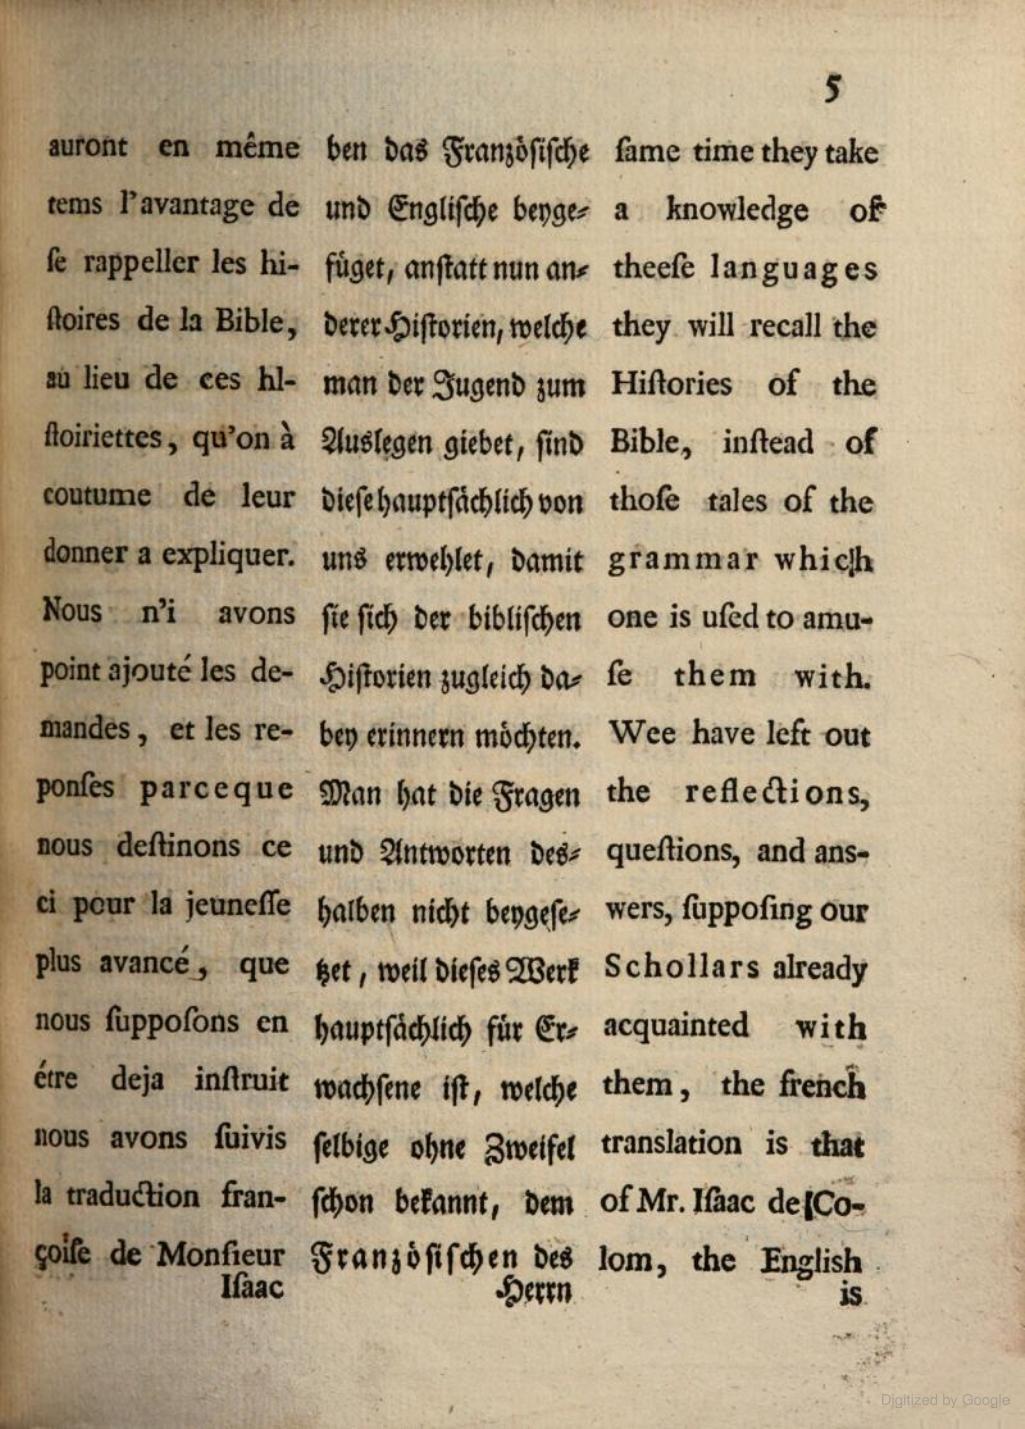 5
auront en même
tems l'avantage de
ſe rappeller les hi-
ſtoires de la Bible,
au lieu de ces hI-
ſtoiriettes, qu'on à
coutume de leur
donner a expliquer.
Nous n'i avons
point ajouté les de-
mandes, et les re-
ponſes parceque
nous deſtinons ce
ci pour la jeuneſſe
plus avancé, que
nous ſuppoſons en
étre deja inſtruit
nous avons ſuivis
la traduction fran-
çoiſe de Monſieur
Iſaac
ben das Franzöſiſche
und Engliſche beyge-
füget, anſtatt nun an-
derer Hiſtorien, welche
man der Jugend zum
Auslegen giebet, ſind
dieſe hauptſächlich von
uns erwehlet, damit
ſie ſich der bibliſchen
Hiſtorien zugleich da-
bey erinnern möchten.
Man hat die Fragen
und Antworten des-
halben nicht beygeſe-
tzet, weil dieſes Werk
hauptſächlich für Er-
wachſene iſt, welche
ſelbige ohne Zweifel
ſchon bekannt, dem
Franzöſiſchen des
Herrn
ſame time they take
a knowledge of
theeſe languages
they will recall the
Hiſtories of the
Bible, inſtead of
thoſe tales of the
grammar which
one is uſed to amu-
ſe them with.
Wee have left out
the reflections,
queſtions, and ans-
wers, ſuppoſing our
Schollars already
acquainted with
them, the french
translation is that
of Mr. Iſaac de Co-
lom, the English
is
Digitized by Google